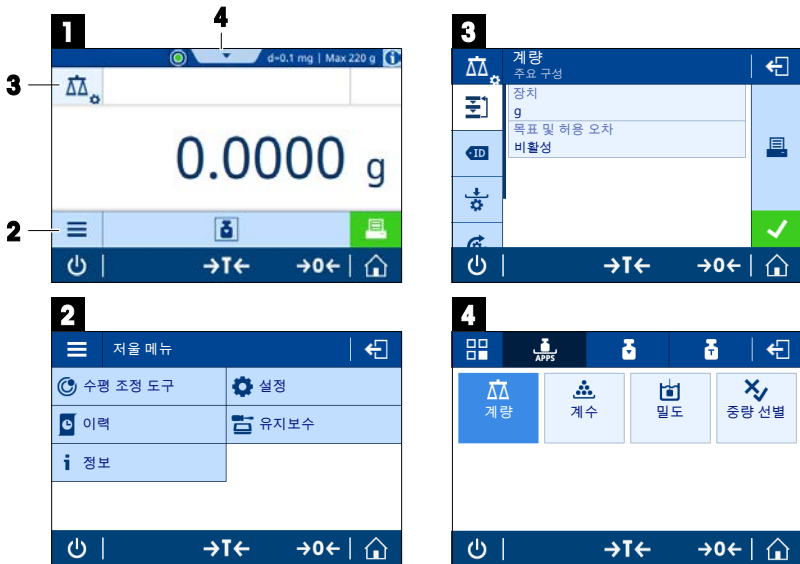 1
4
d=0.1 mg | Max 220 g
3
0.0000 g
2
→T←
→0←
3
계량
주요 구성
장치
g
목표 및 허용 오차
비활성
ID
→T←
→0←
2
저울 메뉴
수평 조정 도구
설정
이력
유지보수
정보
→T←
→0←
4
APPS
T
계량
계수
밀도
중량 선별
→T←
→0←